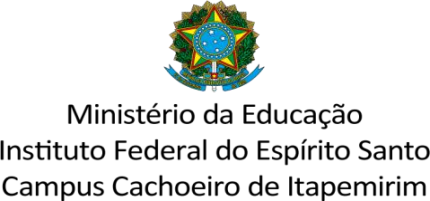 Ministério da Educação
Instituto Federal do Espírito Santo
Campus Cachoeiro de Itapemirim